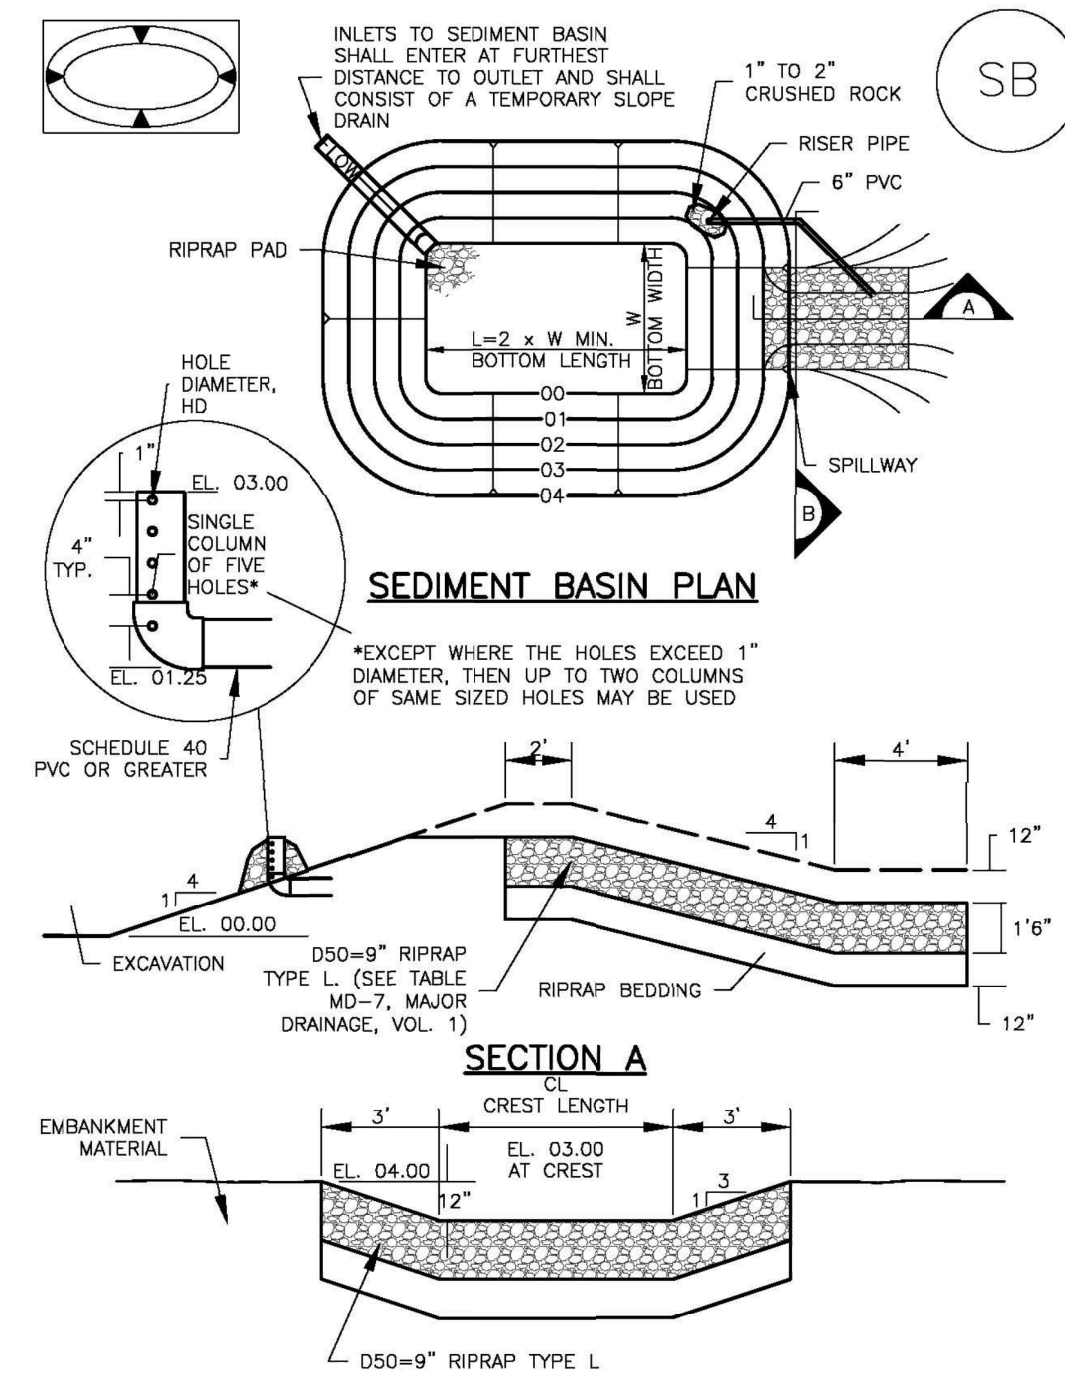 INLETS TO SEDIMENT BASIN
SHALL ENTER AT FURTHEST
DISTANCE TO OUTLET AND SHALL
CONSIST OF A TEMPORARY SLOPE
DRAIN
1" TO 2"
CRUSHED ROCK
SB
RISER PIPE
6" PVC
FLOW
RIPRAP PAD
W
BOTTOM WIDTH
L=2 x W MIN.
BOTTOM LENGTH
A
00
01
02
03
04
SPILLWAY
B
HOLE
DIAMETER,
HD
1"
EL. 03.00
SINGLE
COLUMN
OF FIVE
HOLES*
4"
TYP.
EL. 01.25
SEDIMENT BASIN PLAN
*EXCEPT WHERE THE HOLES EXCEED 1"
DIAMETER, THEN UP TO TWO COLUMNS
OF SAME SIZED HOLES MAY BE USED
SCHEDULE 40
PVC OR GREATER
2'
4'
4
1
12"
4
1
EL. 00.00
EXCAVATION
1'6"
D50=9" RIPRAP
TYPE L. (SEE TABLE
MD-7, MAJOR
DRAINAGE, VOL. 1)
RIPRAP BEDDING
12"
SECTION A
CL
CREST LENGTH
3'
3'
EMBANKMENT
MATERIAL
EL. 04.00
EL. 03.00
AT CREST
12"
3
1
D50=9" RIPRAP TYPE L